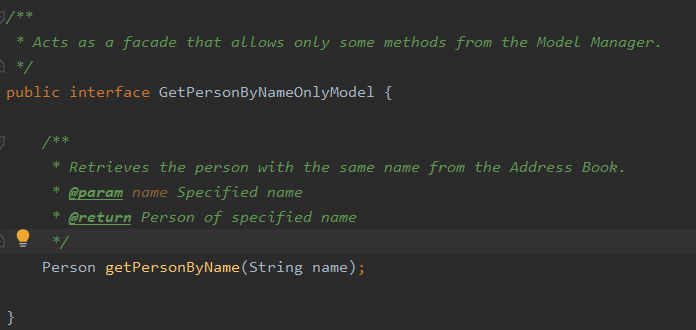 /**
 * Acts as a facade that allows only some methods from the Model Manager.
 */
public interface GetPersonByNameOnlyModel {
    /**
     * Retrieves the person with the same name from the Address Book.
     * @param name Specified name
     * @return Person of specified name
     */
    Person getPersonByName(String name);
}